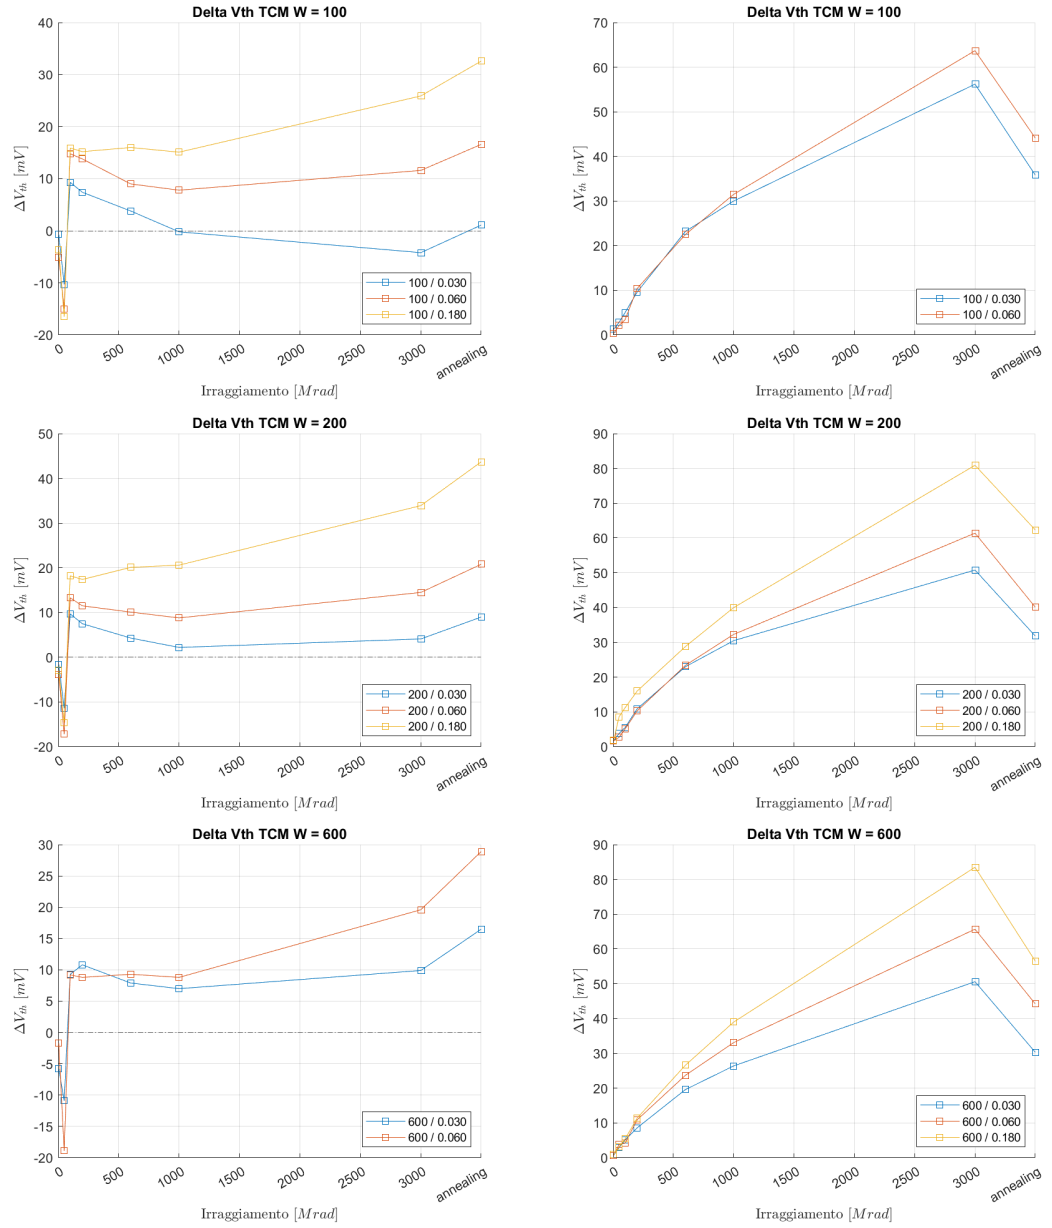 Delta Vth TCM W = 100
40
30
20
10
0
-10
-20
ΔV_th [mV]
100 / 0.030
100 / 0.060
100 / 0.180
0 500 1000 1500 2000 2500 3000 annealing
Irraggiamento [Mrad]
Delta Vth TCM W = 100
70
60
50
40
30
20
10
0
ΔV_th [mV]
100 / 0.030
100 / 0.060
0 500 1000 1500 2000 2500 3000 annealing
Irraggiamento [Mrad]
Delta Vth TCM W = 200
50
40
30
20
10
0
-10
-20
ΔV_th [mV]
200 / 0.030
200 / 0.060
200 / 0.180
0 500 1000 1500 2000 2500 3000 annealing
Irraggiamento [Mrad]
Delta Vth TCM W = 200
90
80
70
60
50
40
30
20
10
0
ΔV_th [mV]
200 / 0.030
200 / 0.060
200 / 0.180
0 500 1000 1500 2000 2500 3000 annealing
Irraggiamento [Mrad]
Delta Vth TCM W = 600
30
25
20
15
10
5
0
-5
-10
-15
-20
ΔV_th [mV]
600 / 0.030
600 / 0.060
0 500 1000 1500 2000 2500 3000 annealing
Irraggiamento [Mrad]
Delta Vth TCM W = 600
90
80
70
60
50
40
30
20
10
0
ΔV_th [mV]
600 / 0.030
600 / 0.060
600 / 0.180
0 500 1000 1500 2000 2500 3000 annealing
Irraggiamento [Mrad]